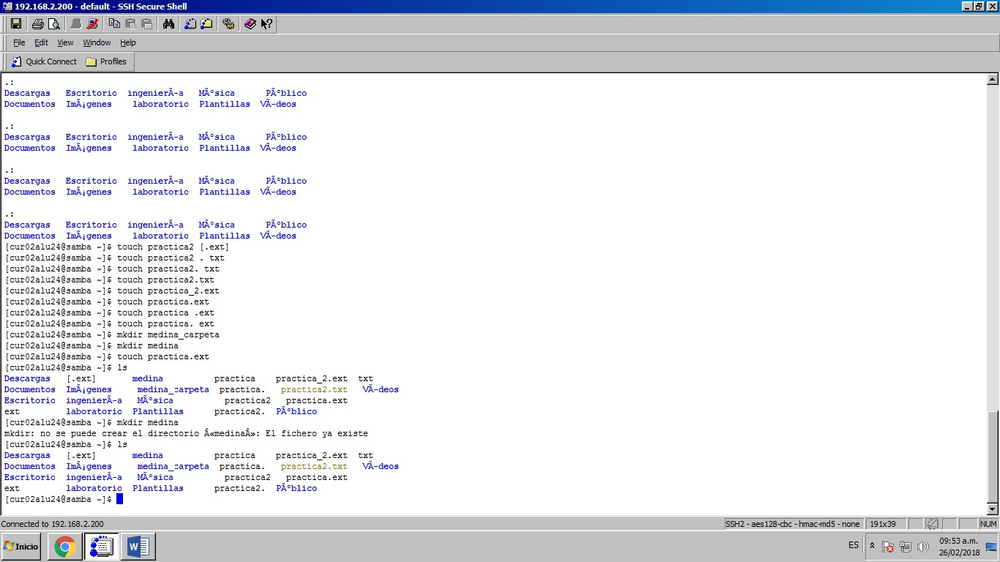 192.168.2.200 - default - SSH Secure Shell
File Edit View Window Help
Quick Connect Profiles
.:
Descargas Escritorio ingenierÃ-a MÃºsica PÃºblico
Documentos ImÃ¡genes laboratorio Plantillas VÃ-deos
.:
Descargas Escritorio ingenierÃ-a MÃºsica PÃºblico
Documentos ImÃ¡genes laboratorio Plantillas VÃ-deos
.:
Descargas Escritorio ingenierÃ-a MÃºsica PÃºblico
Documentos ImÃ¡genes laboratorio Plantillas VÃ-deos
.:
Descargas Escritorio ingenierÃ-a MÃºsica PÃºblico
Documentos ImÃ¡genes laboratorio Plantillas VÃ-deos
[cur02alu24@samba ~]$ touch practica2 [.ext]
[cur02alu24@samba ~]$ touch practica2 . txt
[cur02alu24@samba ~]$ touch practica2. txt
[cur02alu24@samba ~]$ touch practica2.txt
[cur02alu24@samba ~]$ touch practica_2.ext
[cur02alu24@samba ~]$ touch practica.ext
[cur02alu24@samba ~]$ touch practica .ext
[cur02alu24@samba ~]$ touch practica. ext
[cur02alu24@samba ~]$ mkdir medina_carpeta
[cur02alu24@samba ~]$ mkdir medina
[cur02alu24@samba ~]$ touch practica.ext
[cur02alu24@samba ~]$ ls
Descargas [.ext] medina practica practica_2.ext txt
Documentos ImÃ¡genes medina_carpeta practica. practica2.txt VÃ-deos
Escritorio ingenierÃ-a MÃºsica practica2 practica.ext
ext laboratorio Plantillas practica2. PÃºblico
[cur02alu24@samba ~]$ mkdir medina
mkdir: no se puede crear el directorio Â«medinaÂ»: El fichero ya existe
[cur02alu24@samba ~]$ ls
Descargas [.ext] medina practica practica_2.ext txt
Documentos ImÃ¡genes medina_carpeta practica. practica2.txt VÃ-deos
Escritorio ingenierÃ-a MÃºsica practica2 practica.ext
ext laboratorio Plantillas practica2. PÃºblico
[cur02alu24@samba ~]$
Connected to 192.168.2.200 SSH2 - aes128-cbc - hmac-md5 - none 191x39 NUM
Inicio ES 09:53 a.m.
26/02/2018